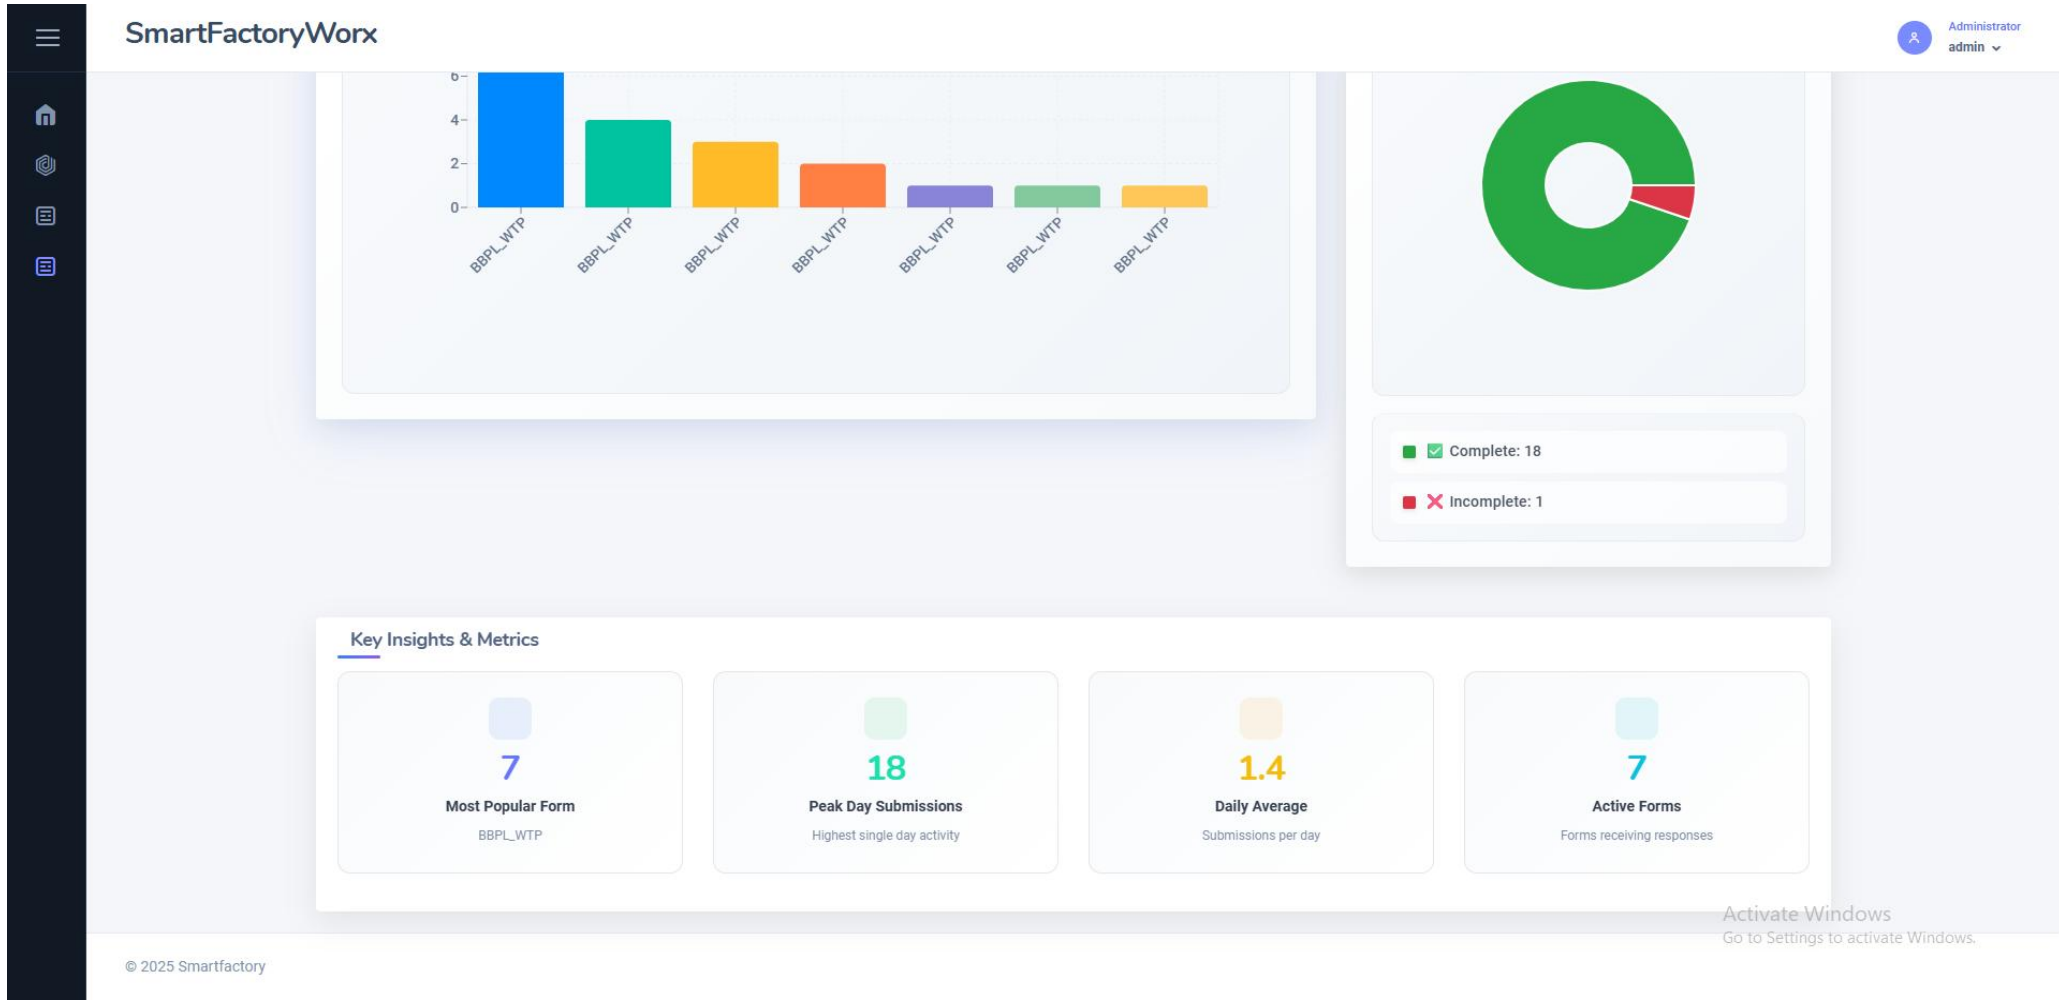 SmartFactoryWorx
Administrator
admin
6
4
2
0
BBPL_WTP
BBPL_WTP
BBPL_WTP
BBPL_WTP
BBPL_WTP
BBPL_WTP
BBPL_WTP
Complete: 18
Incomplete: 1
Key Insights & Metrics
7
Most Popular Form
BBPL_WTP
18
Peak Day Submissions
Highest single day activity
1.4
Daily Average
Submissions per day
7
Active Forms
Forms receiving responses
Activate Windows
Go to Settings to activate Windows.
© 2025 Smartfactory